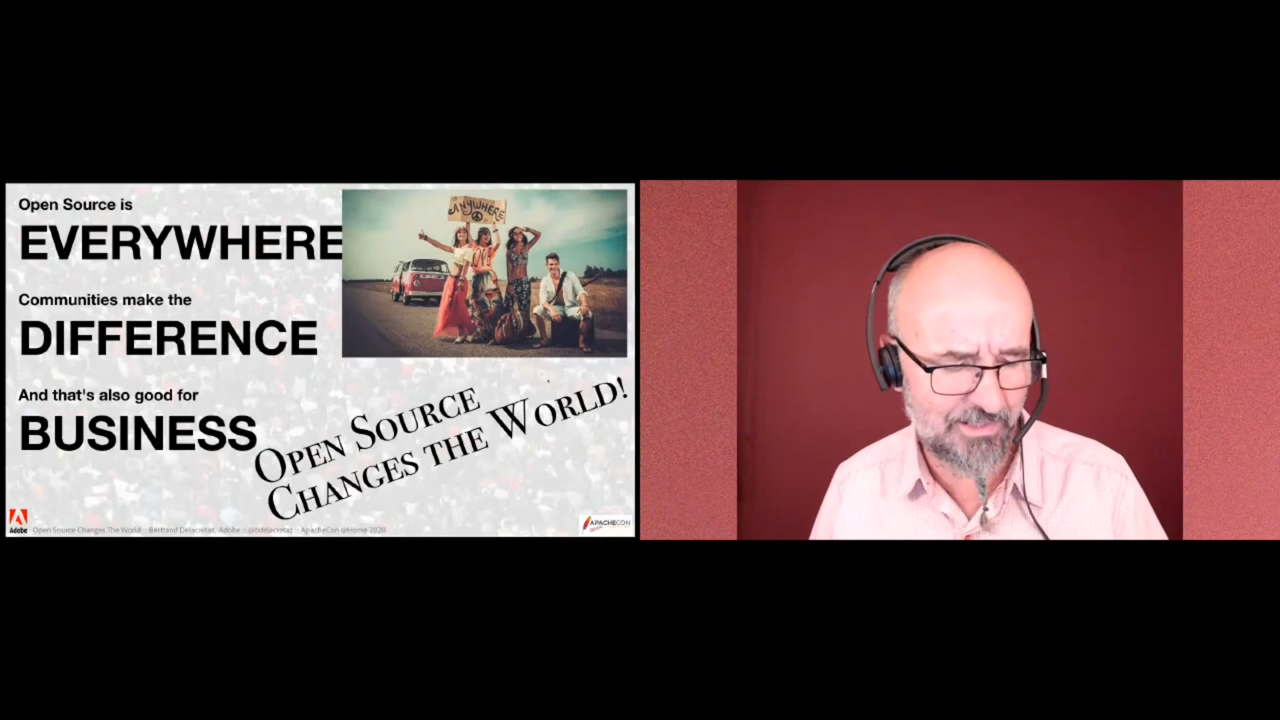 Open Source is
EVERYWHERE
Communities make the
DIFFERENCE
And that's also good for
BUSINESS
ANYWHERE
OPEN SOURCE
CHANGES THE WORLD!
Adobe
Open Source Changes The World :: Bertrand Delacretaz, Adobe :: @bdelacretaz :: ApacheCon @Home 2020
APACHECON